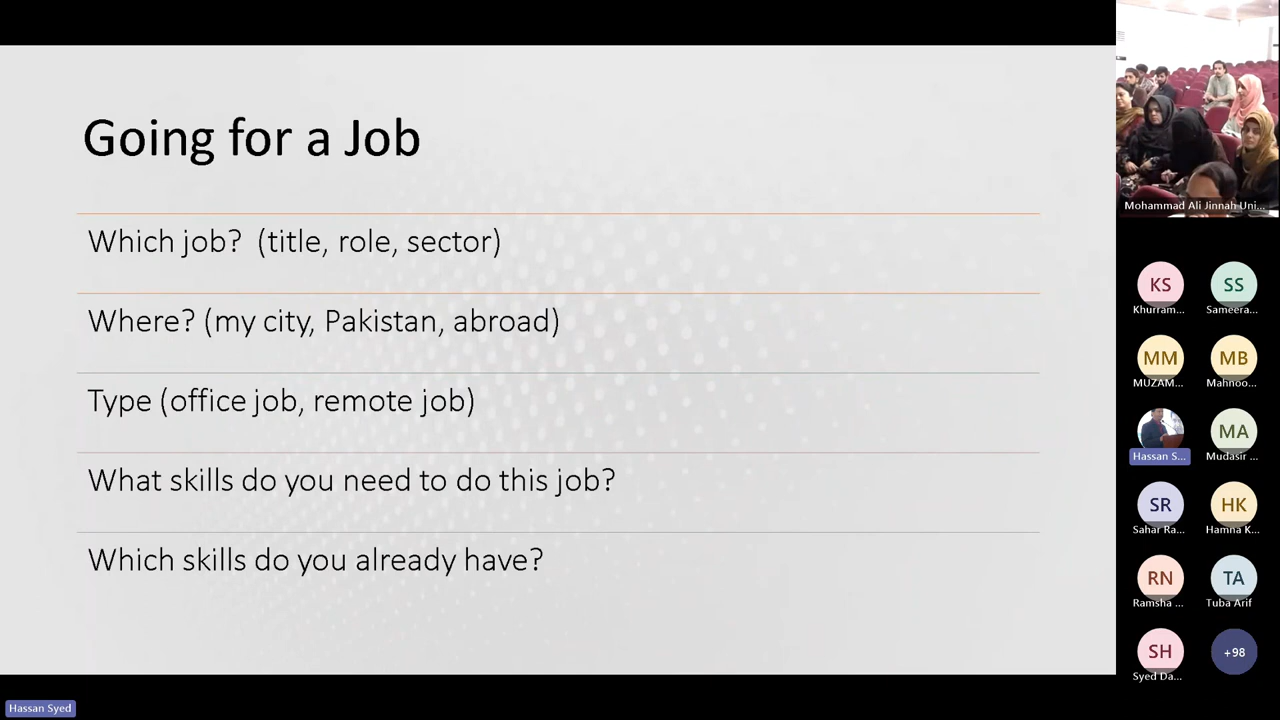 Going for a Job
Which job?  (title, role, sector)
Where? (my city, Pakistan, abroad)
Type (office job, remote job)
What skills do you need to do this job?
Which skills do you already have?
Mohammad Ali Jinnah Uni...
KS
SS
Khurram...
Sameera...
MM
MB
MUZAM...
Mahnoo...
MA
Hassan S...
Mudasir ...
SR
HK
Sahar Ra...
Hamna K...
RN
TA
Ramsha ...
Tuba Arif
SH
+98
Syed Da...
Hassan Syed